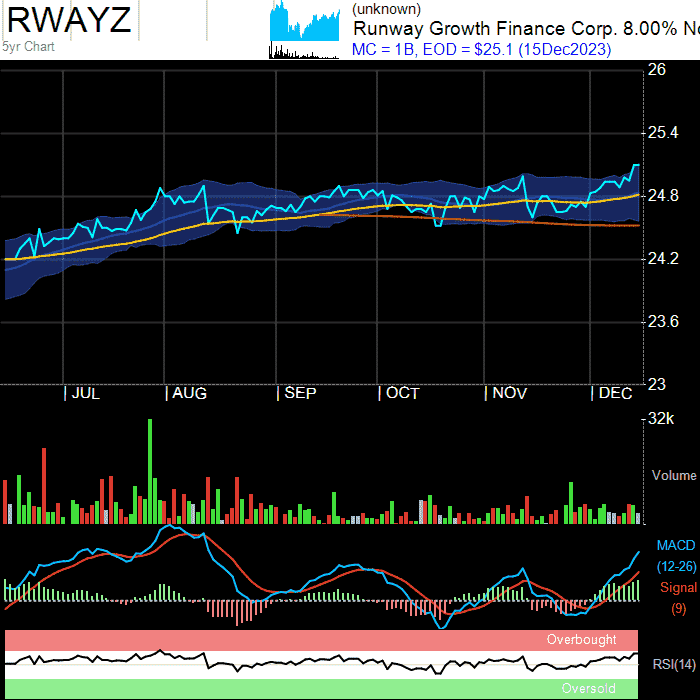 RWAYZ
5yr Chart
(unknown)
Runway Growth Finance Corp. 8.00% No
MC = 1B, EOD = $25.1 (15Dec2023)
26
25.4
24.8
24.2
23.6
23
JUL AUG SEP OCT NOV DEC
32k
Volume
MACD
(12-26)
Signal
(9)
Overbought
RSI(14)
Oversold